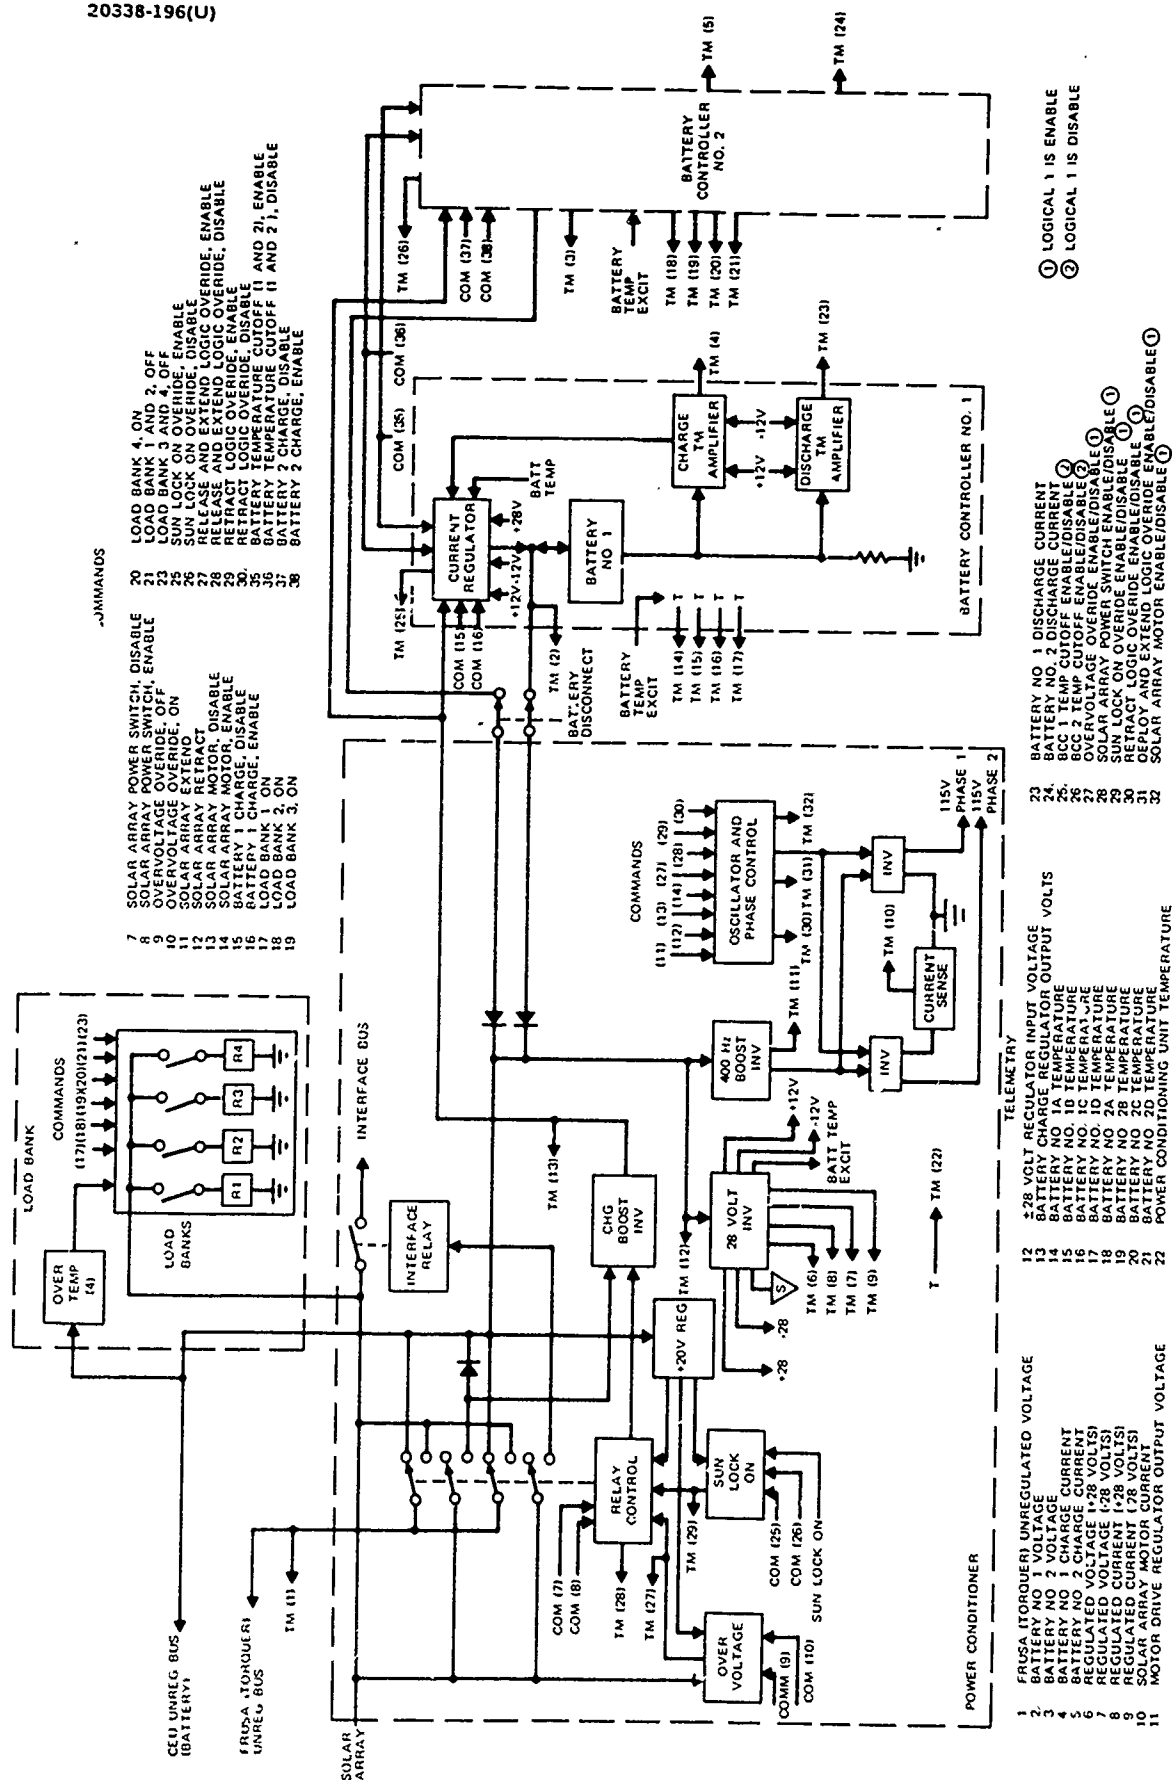 20338-196(U)
LOAD BANK
OVER
TEMP
(4)
COMMANDS
(17)(18)(19X20)(21)(23)
R1
R2
R3
R4
LOAD
BANKS
UNREG BUS
(BATTERY)
UNREG BUS
TM (1)
SOLAR
ARRAY
INTERFACE BUS
INTERFACE
RELAY
COM (7)
COM (8)
RELAY
CONTROL
TM (28)
TM (27)
TM (29)
OVER
VOLTAGE
COMM (9)
COM (10)
SUN
LOCK
ON
COM (25)
COM (26)
SUN LOCK ON
+20V REG
CHG
BOOST
INV
TM (13)
TM (12)
28 VOLT
INV
+12V
-12V
BATT TEMP
EXCIT
TM (6)
TM (8)
TM (7)
TM (9)
S
+28
-28
T
TM (22)
400 Hz
BOOST
INV
TM (11)
COMMANDS
(11) (12) (13) (14) (27) (28) (29) (30)
OSCILLATOR AND
PHASE CONTROL
TM (30)
TM (31)
TM (32)
INV
INV
TM (10)
CURRENT
SENSE
115V
PHASE 1
115V
PHASE 2
POWER CONDITIONER
BATTERY
DISCONNECT
TM (25)
COM (15)
COM (16)
CURRENT
REGULATOR
BATT
TEMP
+12V
-12V
+28V
COM (35)
COM (36)
TM (2)
BATTERY
NO 1
BATTERY
TEMP
EXCIT
TM (14)
TM (15)
TM (16)
TM (17)
T
T
T
T
CHARGE
TM
AMPLIFIER
TM (4)
+12V
-12V
DISCHARGE
TM
AMPLIFIER
TM (23)
BATTERY CONTROLLER NO. 1
TM (26)
COM (37)
COM (38)
TM (3)
BATTERY
TEMP
EXCIT
TM (18)
TM (19)
TM (20)
TM (21)
BATTERY
CONTROLLER
NO. 2
TM (5)
TM (24)
7 SOLAR ARRAY POWER SWITCH, DISABLE
8 SOLAR ARRAY POWER SWITCH, ENABLE
9 OVERVOLTAGE OVERIDE, OFF
10 OVERVOLTAGE OVERIDE, ON
11 SOLAR ARRAY EXTEND
12 SOLAR ARRAY RETRACT
13 SOLAR ARRAY MOTOR, DISABLE
14 SOLAR ARRAY MOTOR, ENABLE
15 BATTERY 1 CHARGE, DISABLE
16 BATTERY 1 CHARGE, ENABLE
17 LOAD BANK 1 ON
18 LOAD BANK 2, ON
19 LOAD BANK 3, ON
20 LOAD BANK 4, ON
21 LOAD BANK 1 AND 2, OFF
23 LOAD BANK 3 AND 4, OFF
25 SUN LOCK ON OVERRIDE, ENABLE
26 SUN LOCK ON OVERRIDE, DISABLE
27 RELEASE AND EXTEND LOGIC OVERIDE, ENABLE
28 RELEASE AND EXTEND LOGIC OVERIDE, DISABLE
29 RETRACT LOGIC OVERRIDE, ENABLE
30. RETRACT LOGIC OVERIDE, DISABLE
35 BATTERY TEMPERATURE CUTOFF (1 AND 2), ENABLE
36 BATTERY TEMPERATURE CUTOFF (1 AND 2), DISABLE
37 BATTERY 2 CHARGE, DISABLE
38 BATTERY 2 CHARGE, ENABLE
TELEMETRY
1 FRUSA (TORQUER) UNREGULATED VOLTAGE
2. BATTERY NO 1 VOLTAGE
3 BATTERY NO 2 VOLTAGE
4 BATTERY NO 1 CHARGE CURRENT
5 BATTERY NO 2 CHARGE CURRENT
6 REGULATED VOLTAGE (+28 VOLTS)
7 REGULATED VOLTAGE (-28 VOLTS)
8 REGULATED CURRENT (+28 VOLTS)
9 REGULATED CURRENT (-28 VOLTS)
10 SOLAR ARRAY MOTOR CURRENT
11 MOTOR DRIVE REGULATOR OUTPUT VOLTAGE
12 ±28 VOLT REGULATOR INPUT VOLTAGE
13 BATTERY CHARGE REGULATOR OUTPUT VOLTS
14 BATTERY NO 1A TEMPERATURE
15 BATTERY NO. 1B TEMPERATURE
16 BATTERY NO. 1C TEMPERATURE
17 BATTERY NO. 1D TEMPERATURE
18 BATTERY NO 2A TEMPERATURE
19 BATTERY NO 2B TEMPERATURE
20 BATTERY NO 2C TEMPERATURE
21 BATTERY NO 2D TEMPERATURE
22 POWER CONDITIONING UNIT TEMPERATURE
23 BATTERY NO 1 DISCHARGE CURRENT
24. BATTERY NO. 2 DISCHARGE CURRENT
25. BCC 1 TEMP CUTOFF ENABLE/DISABLE ②
26 BCC 2 TEMP CUTOFF ENABLE/DISABLE ②
27 OVERVOLTAGE OVERIDE ENABLE/DISABLE ①
28 SOLAR ARRAY POWER SWITCH ENABLE/DISABLE ①
29 SUN LOCK ON OVERIDE ENABLE/DISABLE ①
30 RETRACT LOGIC OVERIDE ENABLE/DISABLE ①
31 DEPLOY AND EXTEND LOGIC OVERIDE ENABLE/DISABLE ①
32 SOLAR ARRAY MOTOR ENABLE/DISABLE ①
① LOGICAL 1 IS ENABLE
② LOGICAL 1 IS DISABLE